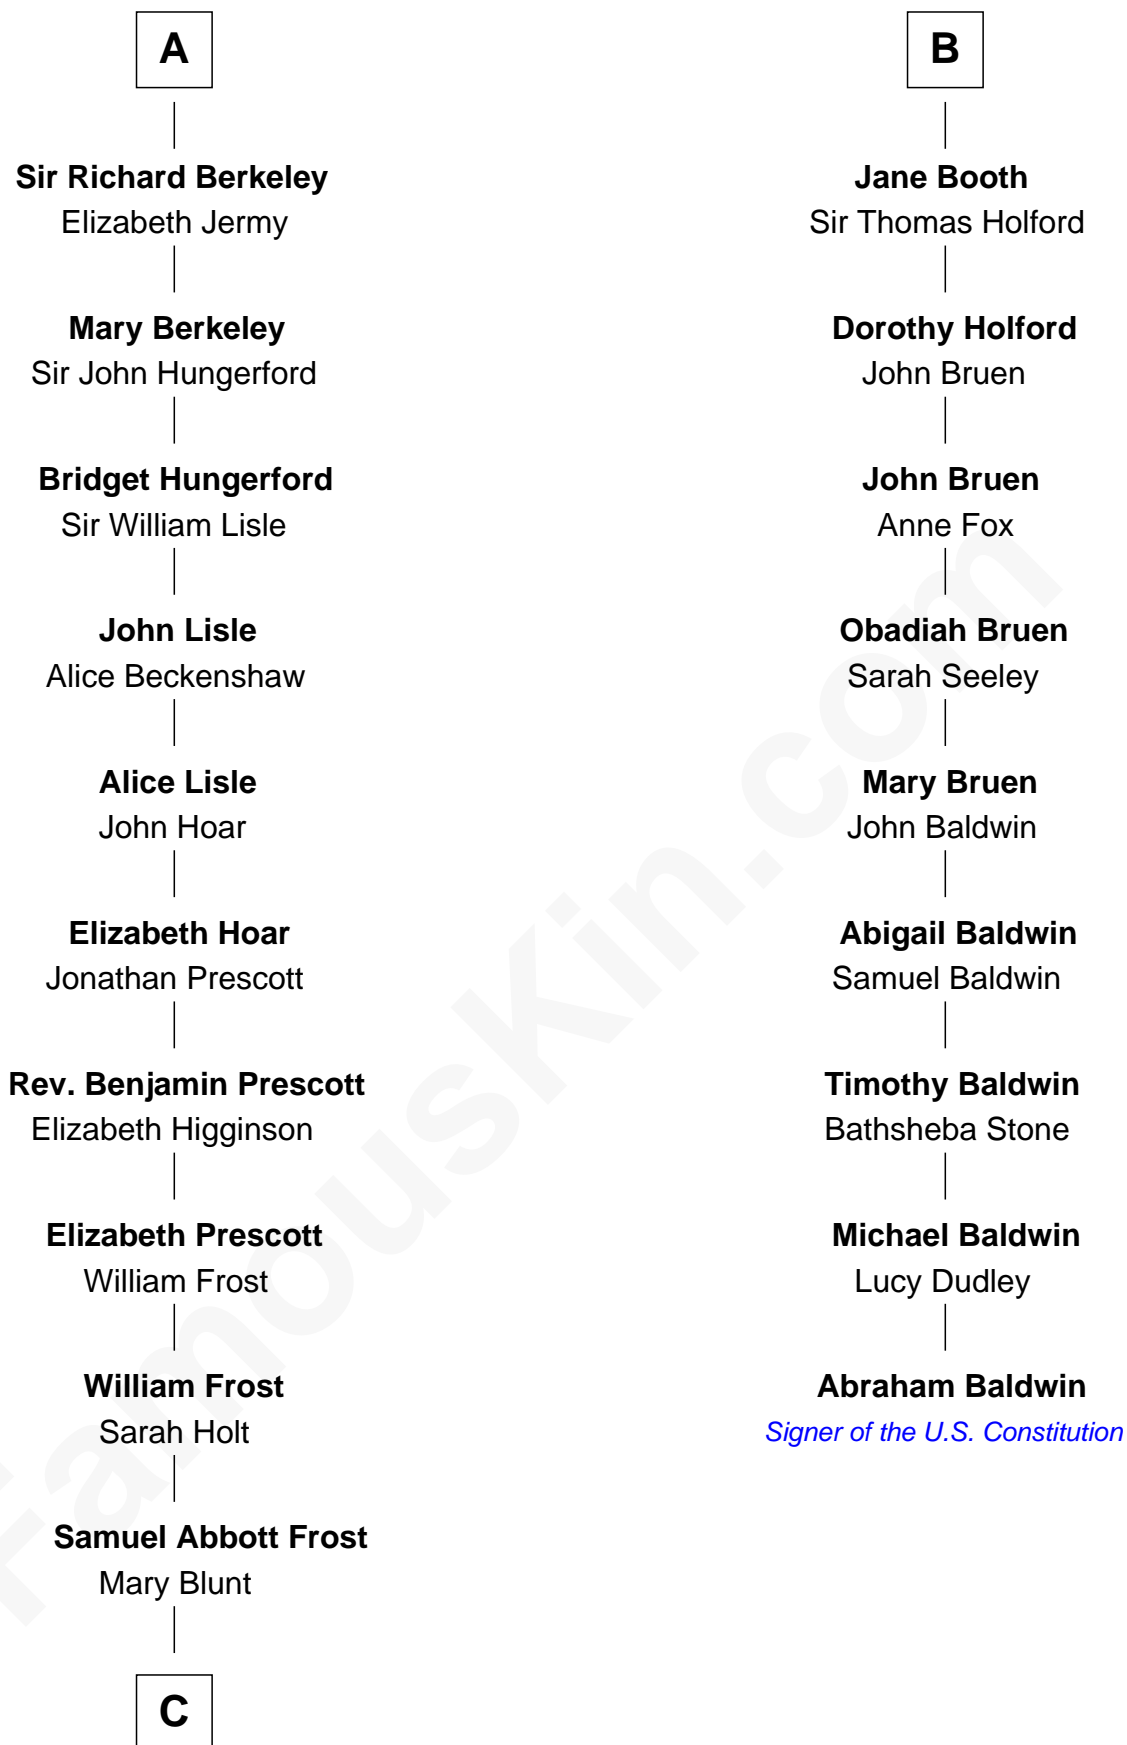 A
Sir Richard Berkeley
Elizabeth Jermy
Mary Berkeley
Sir John Hungerford
Bridget Hungerford
Sir William Lisle
John Lisle
Alice Beckenshaw
Alice Lisle
John Hoar
Elizabeth Hoar
Jonathan Prescott
Rev. Benjamin Prescott
Elizabeth Higginson
Elizabeth Prescott
William Frost
William Frost
Sarah Holt
Samuel Abbott Frost
Mary Blunt
C
B
Jane Booth
Sir Thomas Holford
Dorothy Holford
John Bruen
John Bruen
Anne Fox
Obadiah Bruen
Sarah Seeley
Mary Bruen
John Baldwin
Abigail Baldwin
Samuel Baldwin
Timothy Baldwin
Bathsheba Stone
Michael Baldwin
Lucy Dudley
Abraham Baldwin
Signer of the U.S. Constitution
FamousKin.com